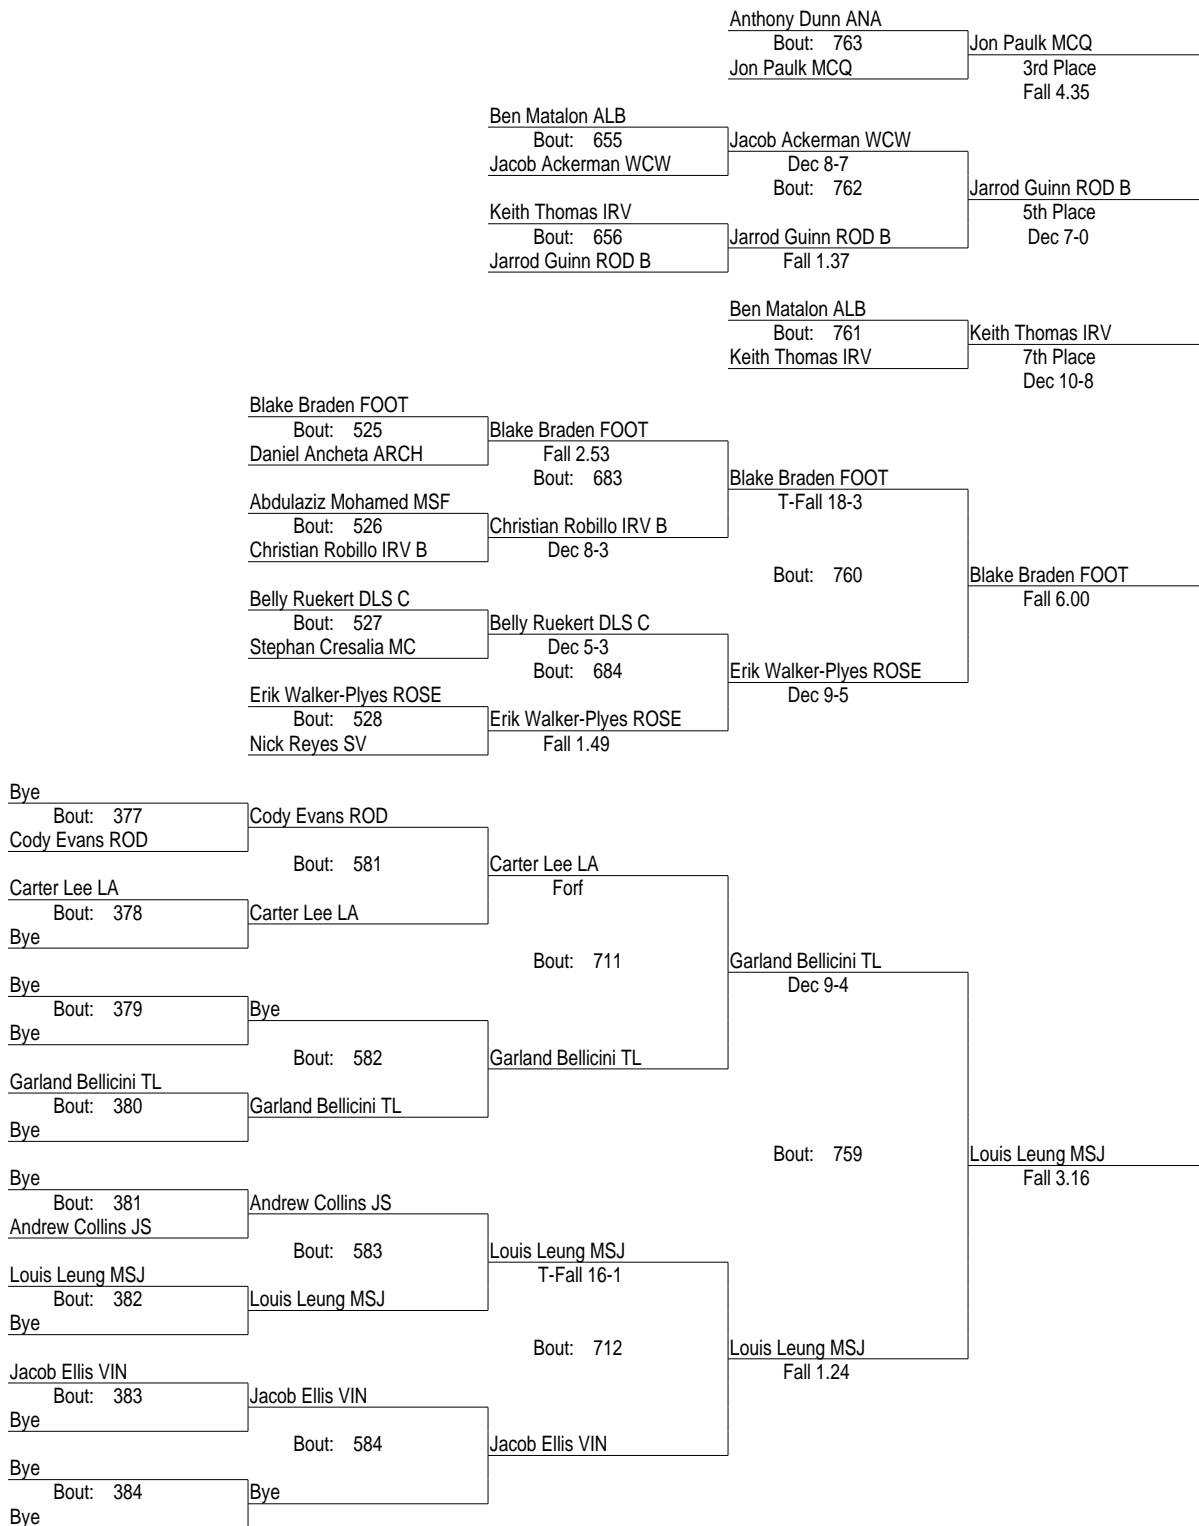 Anthony Dunn ANA
Bout: 763
Jon Paulk MCQ
Jon Paulk MCQ
3rd Place
Fall 4.35
Ben Matalon ALB
Bout: 655
Jacob Ackerman WCW
Jacob Ackerman WCW
Dec 8-7
Bout: 762
Jarrod Guinn ROD B
5th Place
Dec 7-0
Keith Thomas IRV
Bout: 656
Jarrod Guinn ROD B
Jarrod Guinn ROD B
Fall 1.37
Ben Matalon ALB
Bout: 761
Keith Thomas IRV
Keith Thomas IRV
7th Place
Dec 10-8
Blake Braden FOOT
Bout: 525
Daniel Ancheta ARCH
Blake Braden FOOT
Fall 2.53
Bout: 683
Blake Braden FOOT
T-Fall 18-3
Abdulaziz Mohamed MSF
Bout: 526
Christian Robillo IRV B
Christian Robillo IRV B
Dec 8-3
Bout: 760
Blake Braden FOOT
Fall 6.00
Belly Ruekert DLS C
Bout: 527
Stephan Cresalia MC
Belly Ruekert DLS C
Dec 5-3
Bout: 684
Erik Walker-Plyes ROSE
Dec 9-5
Erik Walker-Plyes ROSE
Bout: 528
Nick Reyes SV
Erik Walker-Plyes ROSE
Fall 1.49
Bye
Bout: 377
Cody Evans ROD
Cody Evans ROD
Bout: 581
Carter Lee LA
Forf
Carter Lee LA
Bout: 378
Bye
Carter Lee LA
Bout: 711
Garland Bellicini TL
Dec 9-4
Bye
Bout: 379
Bye
Bye
Bout: 582
Garland Bellicini TL
Garland Bellicini TL
Bout: 380
Bye
Garland Bellicini TL
Bout: 759
Louis Leung MSJ
Fall 3.16
Bye
Bout: 381
Andrew Collins JS
Andrew Collins JS
Bout: 583
Louis Leung MSJ
T-Fall 16-1
Louis Leung MSJ
Bout: 382
Bye
Louis Leung MSJ
Bout: 712
Louis Leung MSJ
Fall 1.24
Jacob Ellis VIN
Bout: 383
Bye
Jacob Ellis VIN
Bout: 584
Jacob Ellis VIN
Bye
Bout: 384
Bye
Bye